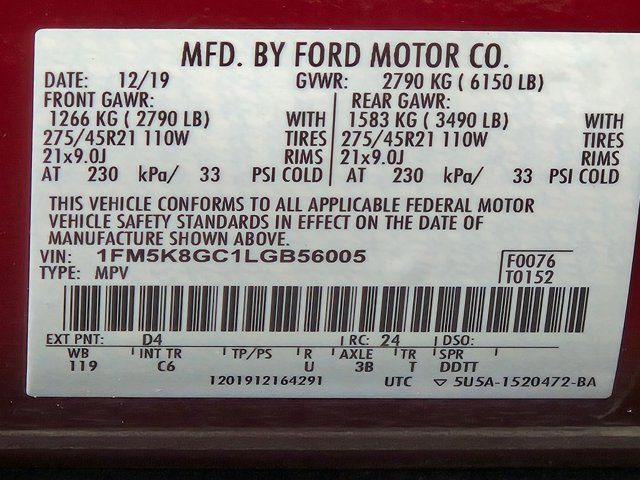 MFD. BY FORD MOTOR CO.
DATE: 12/19 GVWR: 2790 KG ( 6150 LB)
FRONT GAWR: REAR GAWR:
1266 KG ( 2790 LB) WITH 1583 KG ( 3490 LB) WITH
275/45R21 110W TIRES 275/45R21 110W TIRES
21x9.0J RIMS 21x9.0J RIMS
AT 230 kPa/ 33 PSI COLD AT 230 kPa/ 33 PSI COLD
THIS VEHICLE CONFORMS TO ALL APPLICABLE FEDERAL MOTOR
VEHICLE SAFETY STANDARDS IN EFFECT ON THE DATE OF
MANUFACTURE SHOWN ABOVE.
VIN: 1FM5K8GC1LGB56005 F0076
TYPE: MPV T0152
EXT PNT: D4 RC: 24 DSO:
WB INT TR TP/PS R AXLE TR SPR
119 C6 U 3B T DDTT
1201912164291 UTC ▽ 5U5A-1520472-BA